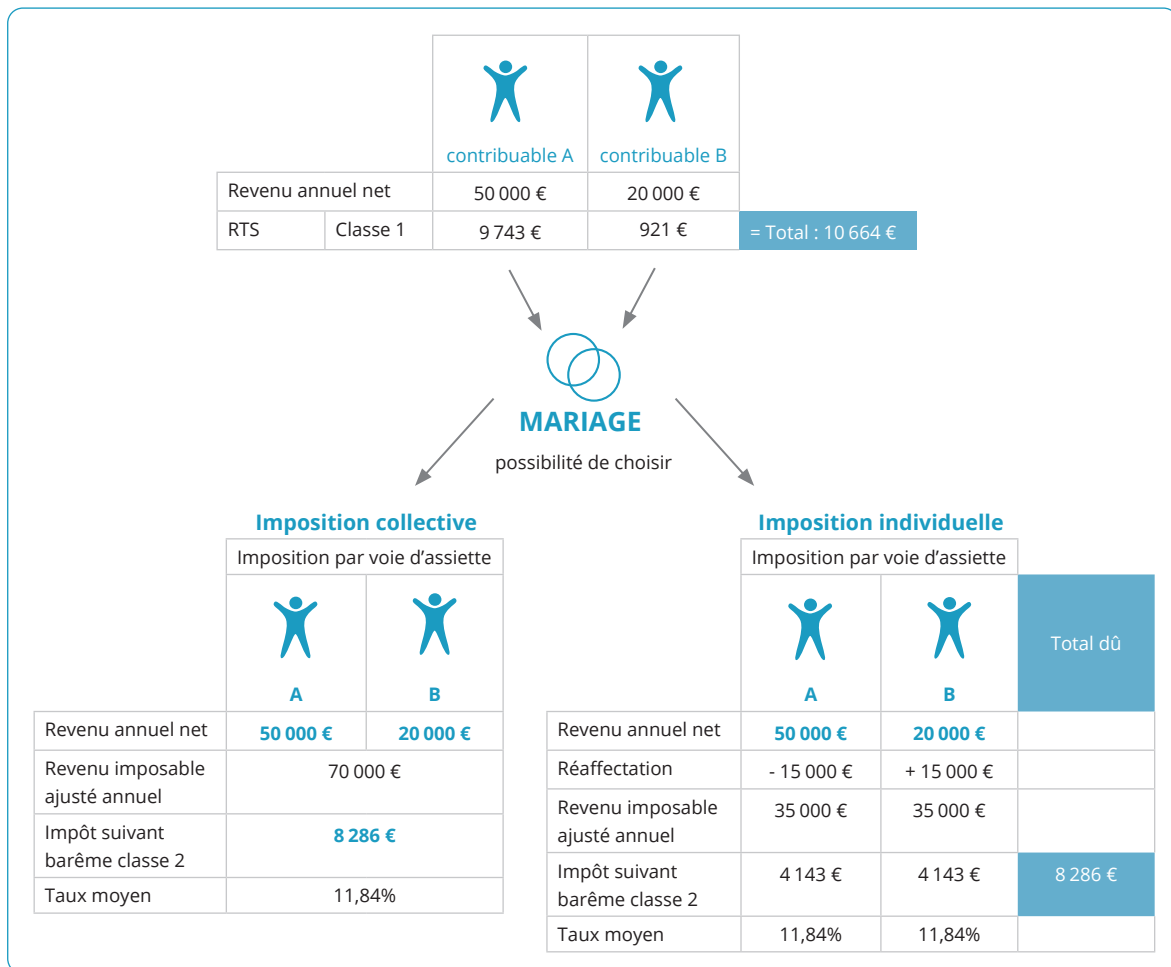 contribuable A contribuable B
Revenu annuel net 50 000 € 20 000 €
RTS Classe 1 9 743 € 921 € = Total : 10 664 €
MARIAGE
possibilité de choisir
Imposition collective
Imposition par voie d’assiette
A B
Revenu annuel net 50 000 € 20 000 €
Revenu imposable
ajusté annuel
70 000 €
Impôt suivant
barême classe 2
8 286 €
Taux moyen 11,84%
Imposition individuelle
Imposition par voie d’assiette
Total dû
A B
Revenu annuel net 50 000 € 20 000 €
Réaffectation - 15 000 € + 15 000 €
Revenu imposable
ajusté annuel
35 000 € 35 000 €
Impôt suivant
barême classe 2
4 143 € 4 143 € 8 286 €
Taux moyen 11,84% 11,84%